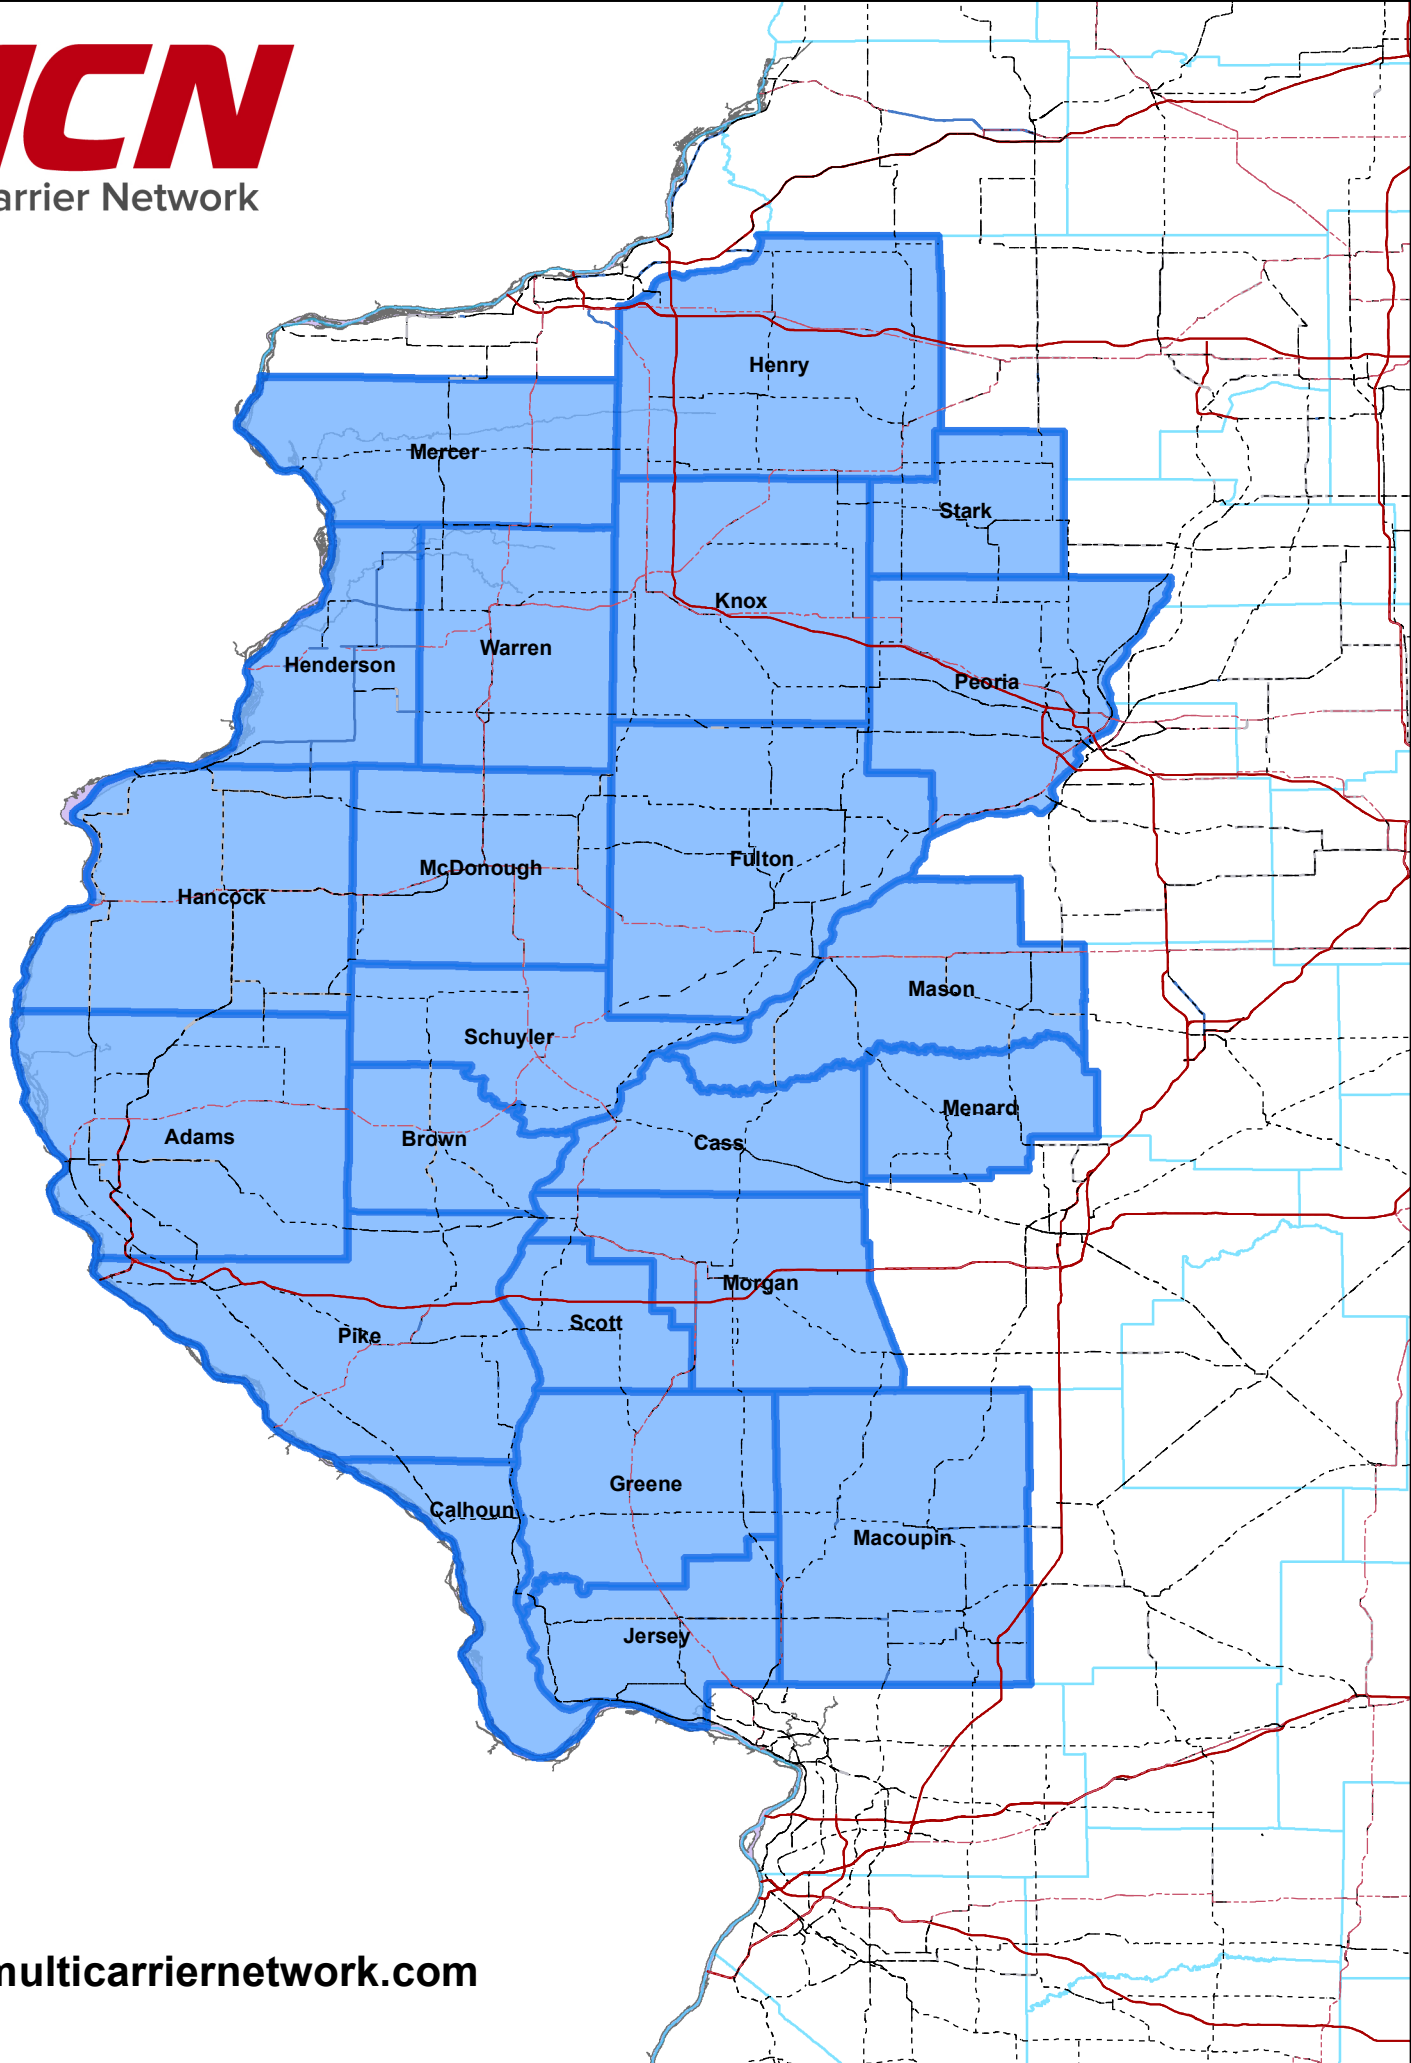 CN
arrier Network
Henry
Mercer
Stark
Knox
Warren
Henderson
Peoria
Fulton
McDonough
Hancock
Mason
Schuyler
Menard
Adams
Brown
Cass
Morgan
Scott
Pike
Greene
Calhoun
Macoupin
Jersey
multicarriernetwork.com